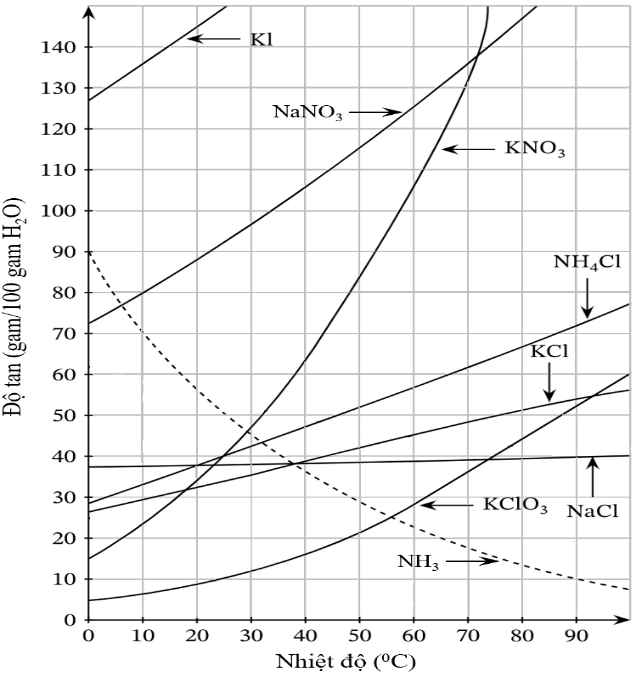 140
130
120
110
100
90
80
70
60
50
40
30
20
10
0
Độ tan (gam/100 gam H₂O)
KI
NaNO₃
KNO₃
NH₄Cl
KCl
KClO₃
NaCl
NH₃
0 10 20 30 40 50 60 70 80 90
Nhiệt độ (⁰C)